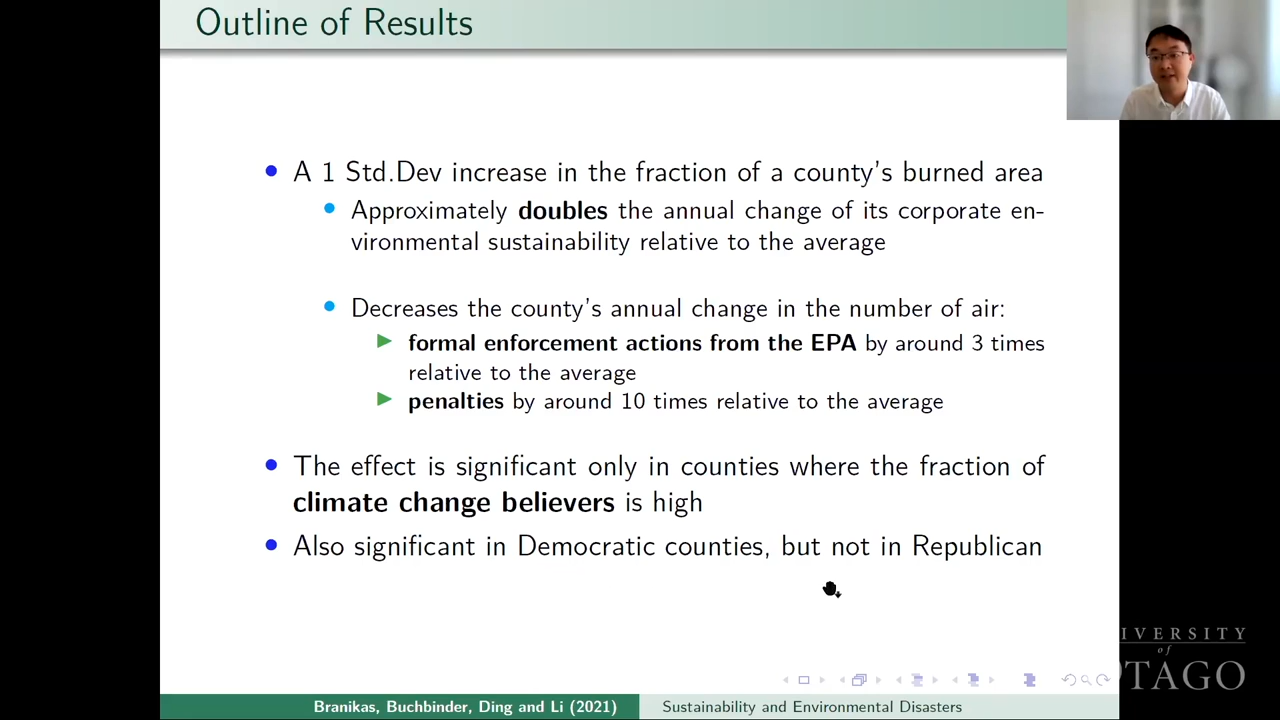 Outline of Results
A 1 Std.Dev increase in the fraction of a county's burned area
Approximately doubles the annual change of its corporate en-
vironmental sustainability relative to the average
Decreases the county's annual change in the number of air:
formal enforcement actions from the EPA by around 3 times
relative to the average
penalties by around 10 times relative to the average
The effect is significant only in counties where the fraction of
climate change believers is high
Also significant in Democratic counties, but not in Republican
IVERSITY
of
TAGO
Branikas, Buchbinder, Ding and Li (2021)
Sustainability and Environmental Disasters